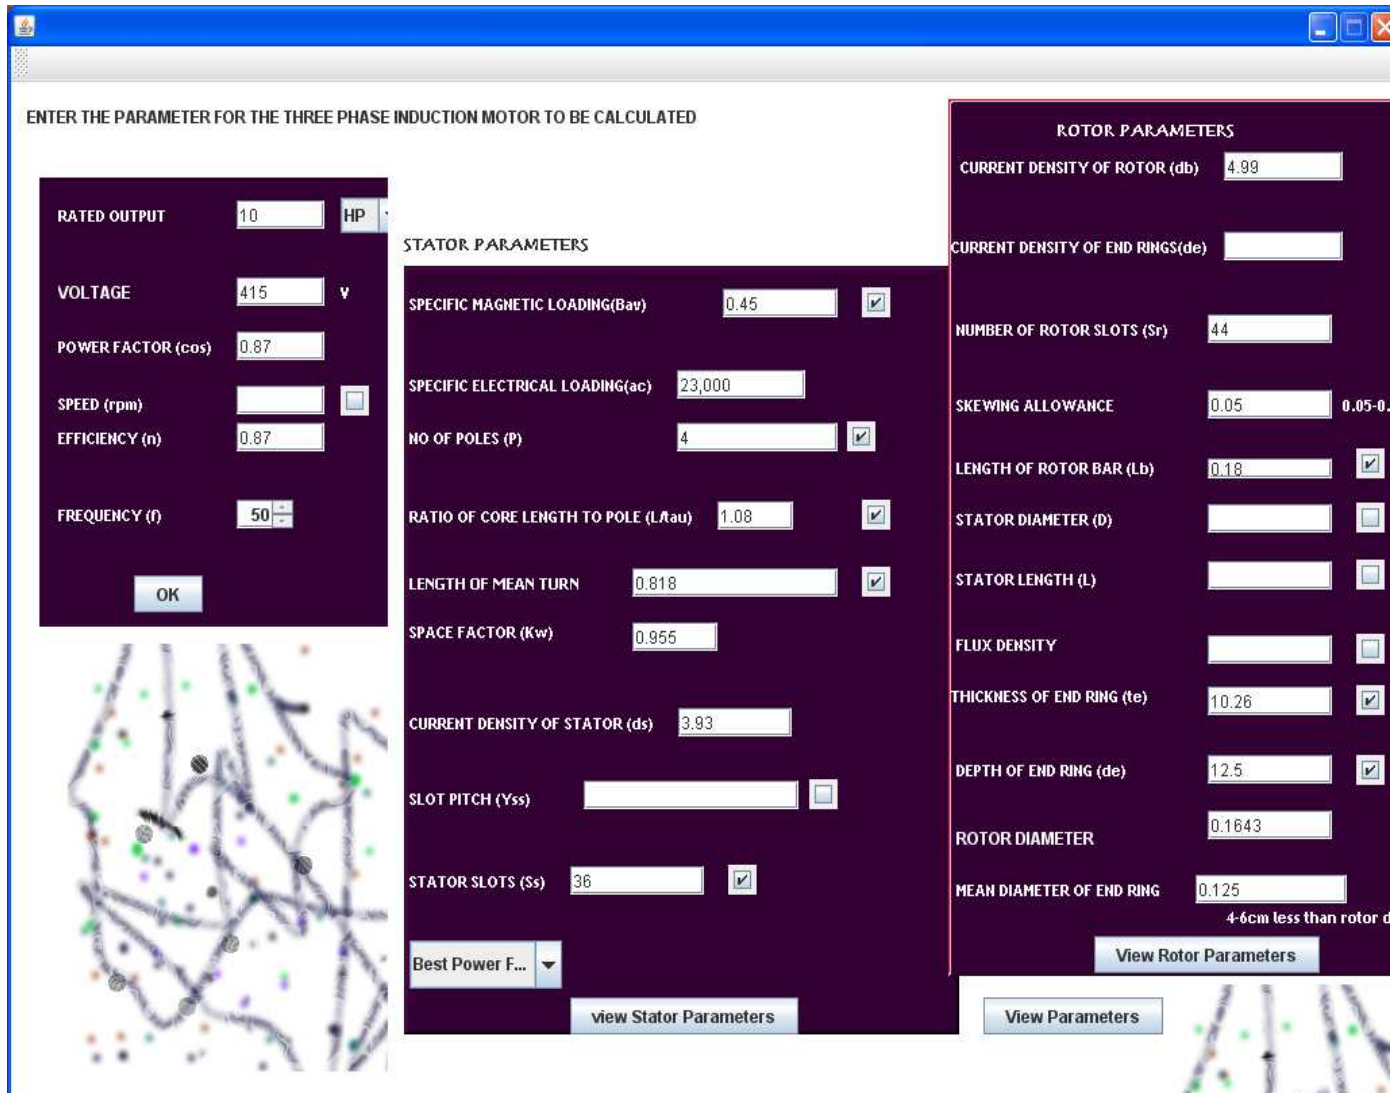 ENTER THE PARAMETER FOR THE THREE PHASE INDUCTION MOTOR TO BE CALCULATED
RATED OUTPUT 10 HP
VOLTAGE 415 V
POWER FACTOR (cos) 0.87
SPEED (rpm)
EFFICIENCY (n) 0.87
FREQUENCY (f) 50
OK
STATOR PARAMETERS
SPECIFIC MAGNETIC LOADING(Bav) 0.45
SPECIFIC ELECTRICAL LOADING(ac) 23,000
NO OF POLES (P) 4
RATIO OF CORE LENGTH TO POLE (L/tau) 1.08
LENGTH OF MEAN TURN 0.818
SPACE FACTOR (Kw) 0.955
CURRENT DENSITY OF STATOR (ds) 3.93
SLOT PITCH (Yss)
STATOR SLOTS (Ss) 36
Best Power F...
view Stator Parameters
ROTOR PARAMETERS
CURRENT DENSITY OF ROTOR (db) 4.99
CURRENT DENSITY OF END RINGS(de)
NUMBER OF ROTOR SLOTS (Sr) 44
SKEWING ALLOWANCE 0.05 0.05-0.
LENGTH OF ROTOR BAR (Lb) 0.18
STATOR DIAMETER (D)
STATOR LENGTH (L)
FLUX DENSITY
THICKNESS OF END RING (te) 10.26
DEPTH OF END RING (de) 12.5
ROTOR DIAMETER 0.1643
MEAN DIAMETER OF END RING 0.125
4-6cm less than rotor d
View Rotor Parameters
View Parameters